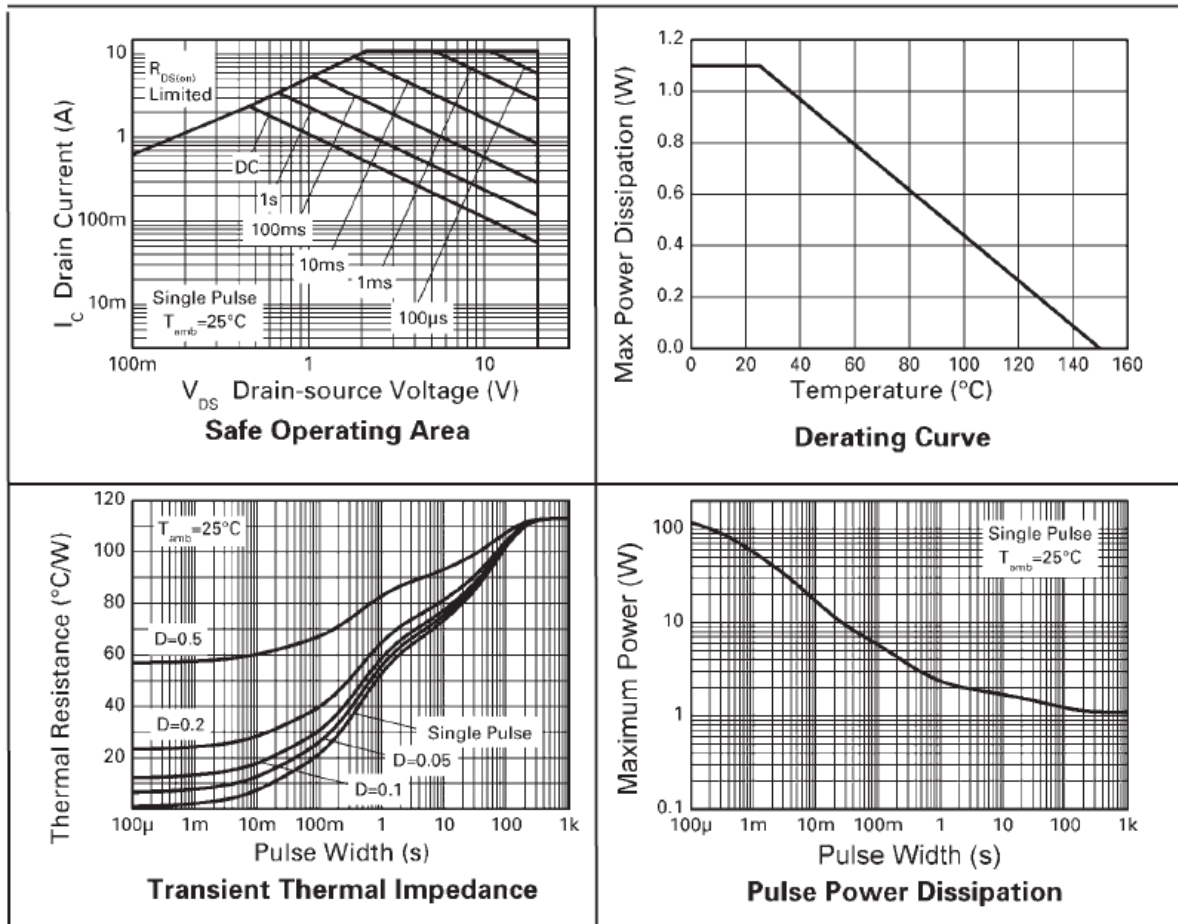 10
1
100m
10m
I_C Drain Current (A)
R_DS(on)
Limited
DC
1s
100ms
10ms
1ms
100µs
Single Pulse
T_amb=25°C
100m 1 10
V_DS Drain-source Voltage (V)
Safe Operating Area
1.2
1.0
0.8
0.6
0.4
0.2
0.0
Max Power Dissipation (W)
0 20 40 60 80 100 120 140 160
Temperature (°C)
Derating Curve
120
100
80
60
40
20
Thermal Resistance (°C/W)
T_amb=25°C
D=0.5
D=0.2
Single Pulse
D=0.05
D=0.1
100µ 1m 10m 100m 1 10 100 1k
Pulse Width (s)
Transient Thermal Impedance
100
10
1
0.1
Maximum Power (W)
Single Pulse
T_amb=25°C
100µ 1m 10m 100m 1 10 100 1k
Pulse Width (s)
Pulse Power Dissipation